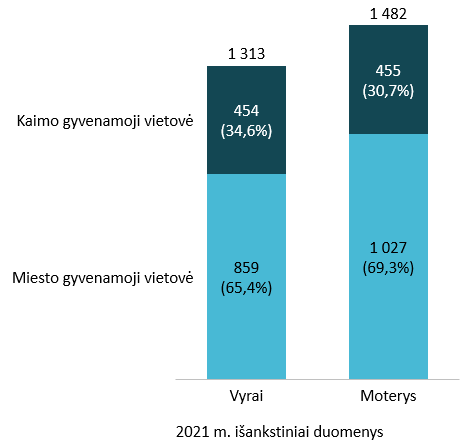 1 482
1 313
455
(30,7%)
454
(34,6%)
Kaimo gyvenamoji vietovė
1 027
(69,3%)
859
(65,4%)
Miesto gyvenamoji vietovė
Vyrai
Moterys
2021 m. išankstiniai duomenys